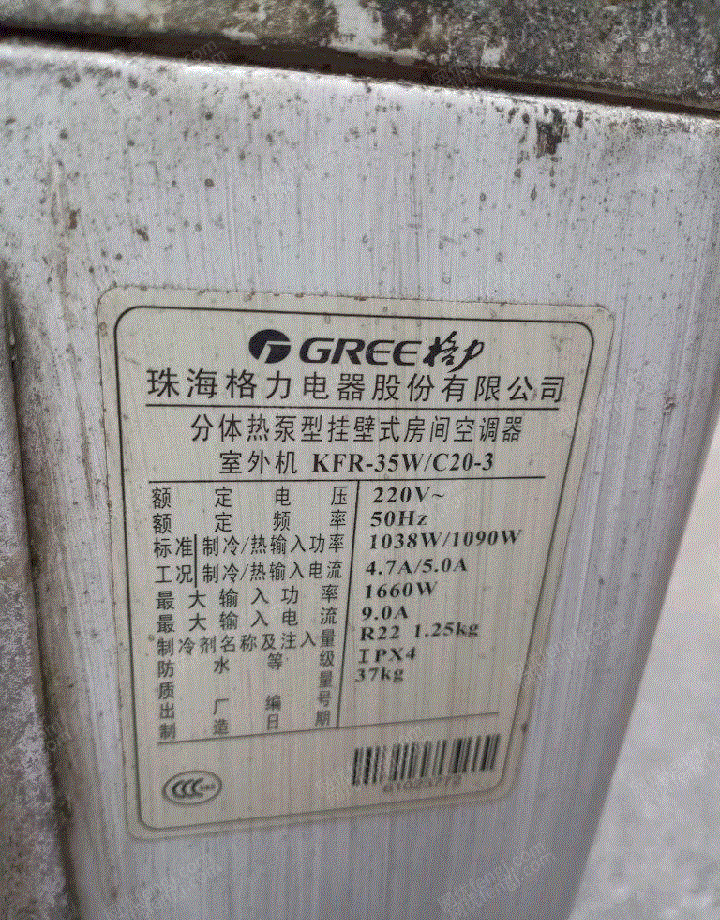 GREE格力
珠海格力电器股份有限公司
分体热泵型挂壁式房间空调器
室外机 KFR-35W/C20-3
额定电压 220V~
额定频率 50Hz
标准 制冷/热输入功率 1038W/1090W
工况 制冷/热输入电流 4.7A/5.0A
最大输入功率 1660W
最大输入电流 9.0A
制冷剂名称及注入量 R22 1.25kg
防水等级 IPX4
质量 37kg
出厂编号
制造日期
CCC